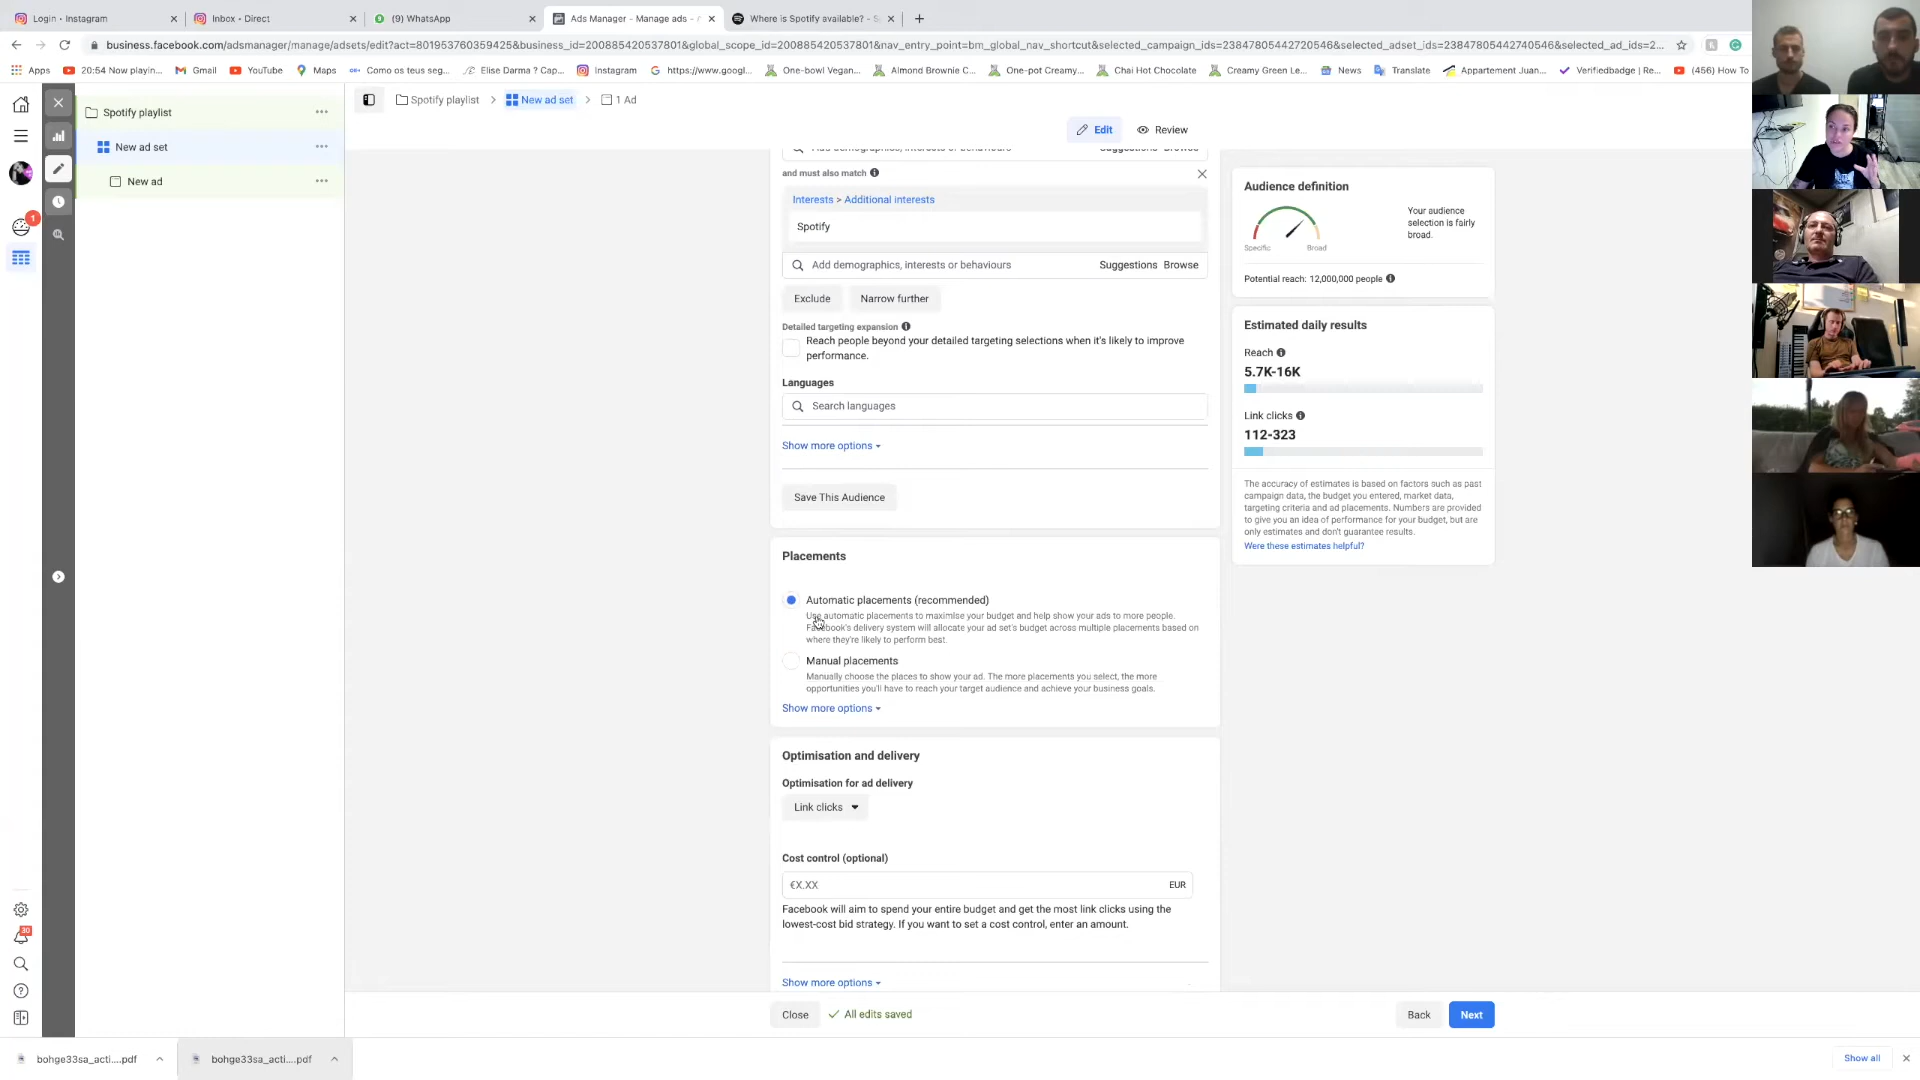 Login • Instagram
Inbox • Direct
(9) WhatsApp
Ads Manager - Manage ads - A
Where is Spotify available? - S
business.facebook.com/adsmanager/manage/adsets/edit?act=801953760359425&business_id=200885420537801&global_scope_id=200885420537801&nav_entry_point=bm_global_nav_shortcut&selected_campaign_ids=23847805442720546&selected_adset_ids=23847805442740546&selected_ad_ids=2...
Apps
20:54 Now playin...
Gmail
YouTube
Maps
Como os teus seg...
Elise Darma ? Cap...
Instagram
https://www.googl...
One-bowl Vegan...
Almond Brownie C...
One-pot Creamy...
Chai Hot Chocolate
Creamy Green Le...
News
Translate
Appartement Juan...
Verifiedbadge | Re...
(456) How To
Spotify playlist
New ad set
New ad
1
30
Spotify playlist > New ad set > 1 Ad
Edit
Review
Add demographics, interests or behaviours Suggestions Browse
and must also match
Interests > Additional interests
Spotify
Add demographics, interests or behaviours Suggestions Browse
Exclude
Narrow further
Detailed targeting expansion
Reach people beyond your detailed targeting selections when it's likely to improve
performance.
Languages
Search languages
Show more options
Save This Audience
Placements
Automatic placements (recommended)
Use automatic placements to maximise your budget and help show your ads to more people.
Facebook's delivery system will allocate your ad set's budget across multiple placements based on
where they're likely to perform best.
Manual placements
Manually choose the places to show your ad. The more placements you select, the more
opportunities you'll have to reach your target audience and achieve your business goals.
Show more options
Optimisation and delivery
Optimisation for ad delivery
Link clicks
Cost control (optional)
€X.XX EUR
Facebook will aim to spend your entire budget and get the most link clicks using the
lowest-cost bid strategy. If you want to set a cost control, enter an amount.
Show more options
Close
All edits saved
Back
Next
Audience definition
Your audience
selection is fairly
broad.
Specific
Broad
Potential reach: 12,000,000 people
Estimated daily results
Reach
5.7K-16K
Link clicks
112-323
The accuracy of estimates is based on factors such as past
campaign data, the budget you entered, market data,
targeting criteria and ad placements. Numbers are provided
to give you an idea of performance for your budget, but are
only estimates and don't guarantee results.
Were these estimates helpful?
bohge33sa_acti....pdf
bohge33sa_acti....pdf
Show all